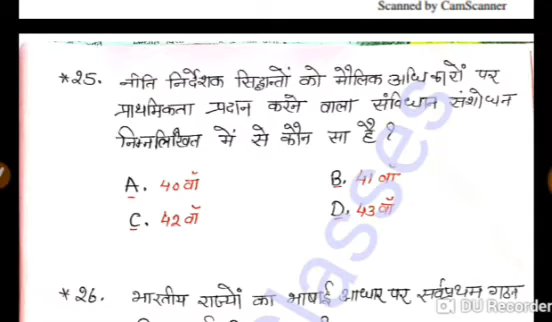 Scanned by CamScanner
*25. नीति निर्देशक सिद्धान्तों को मौलिक अधिकारों पर
प्राथमिकता प्रदान करने वाला संविधान संशोधन
निम्नलिखित में से कौन सा है ?
A. 40वाँ B. 41वाँ
C. 42वाँ D. 43वाँ
*26. भारतीय राज्यों का भाषाई आधार पर सर्वप्रथम गठन
Classes
DU Recorder